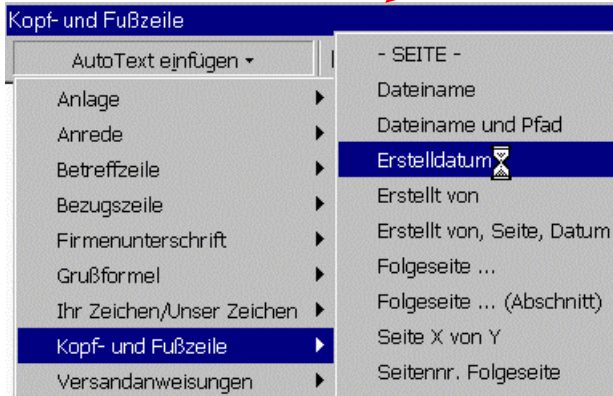 Kopf- und Fußzeile
AutoText einfügen
Anlage
Anrede
Betreffzeile
Bezugszeile
Firmenunterschrift
Grußformel
Ihr Zeichen/Unser Zeichen
Kopf- und Fußzeile
Versandanweisungen
- SEITE -
Dateiname
Dateiname und Pfad
Erstelldatum
Erstellt von
Erstellt von, Seite, Datum
Folgeseite ...
Folgeseite ... (Abschnitt)
Seite X von Y
Seitennr. Folgeseite